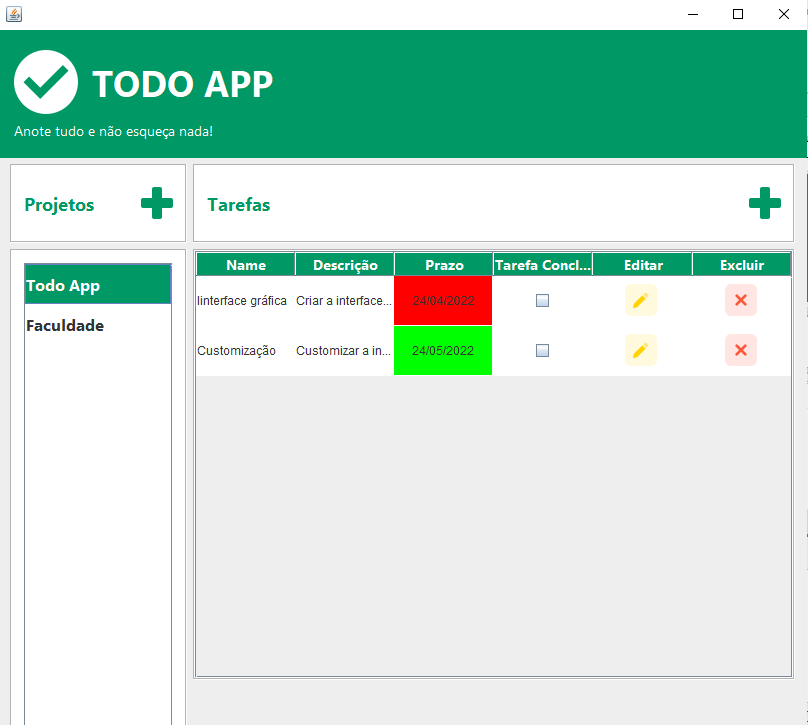 TODO APP
Anote tudo e não esqueça nada!
Projetos
Tarefas
Todo App
Faculdade
Name Descrição Prazo Tarefa Concl... Editar Excluir
Iinterface gráfica Criar a interface... 24/04/2022
Customização Customizar a in... 24/05/2022